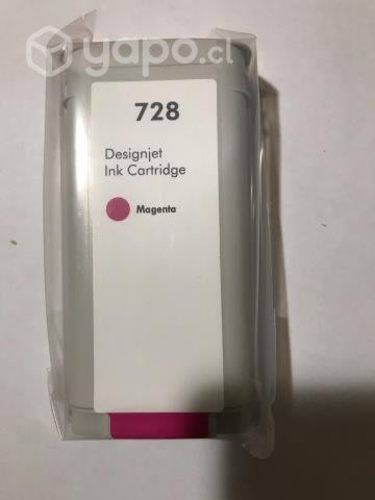 yapo.cl
728
Designjet
Ink Cartridge
Magenta